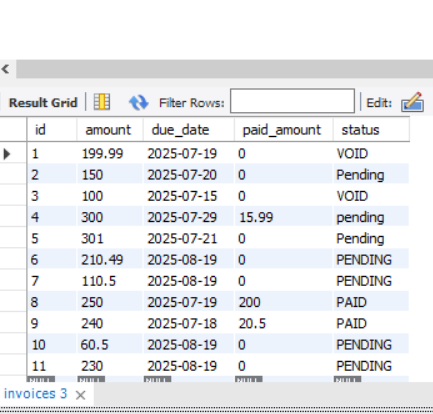 Result Grid Filter Rows: Edit:
id amount due_date paid_amount status
1 199.99 2025-07-19 0 VOID
2 150 2025-07-20 0 Pending
3 100 2025-07-15 0 VOID
4 300 2025-07-29 15.99 pending
5 301 2025-07-21 0 Pending
6 210.49 2025-08-19 0 PENDING
7 110.5 2025-08-19 0 PENDING
8 250 2025-07-19 200 PAID
9 240 2025-07-18 20.5 PAID
10 60.5 2025-08-19 0 PENDING
11 230 2025-08-19 0 PENDING
NULL NULL NULL NULL NULL
invoices 3